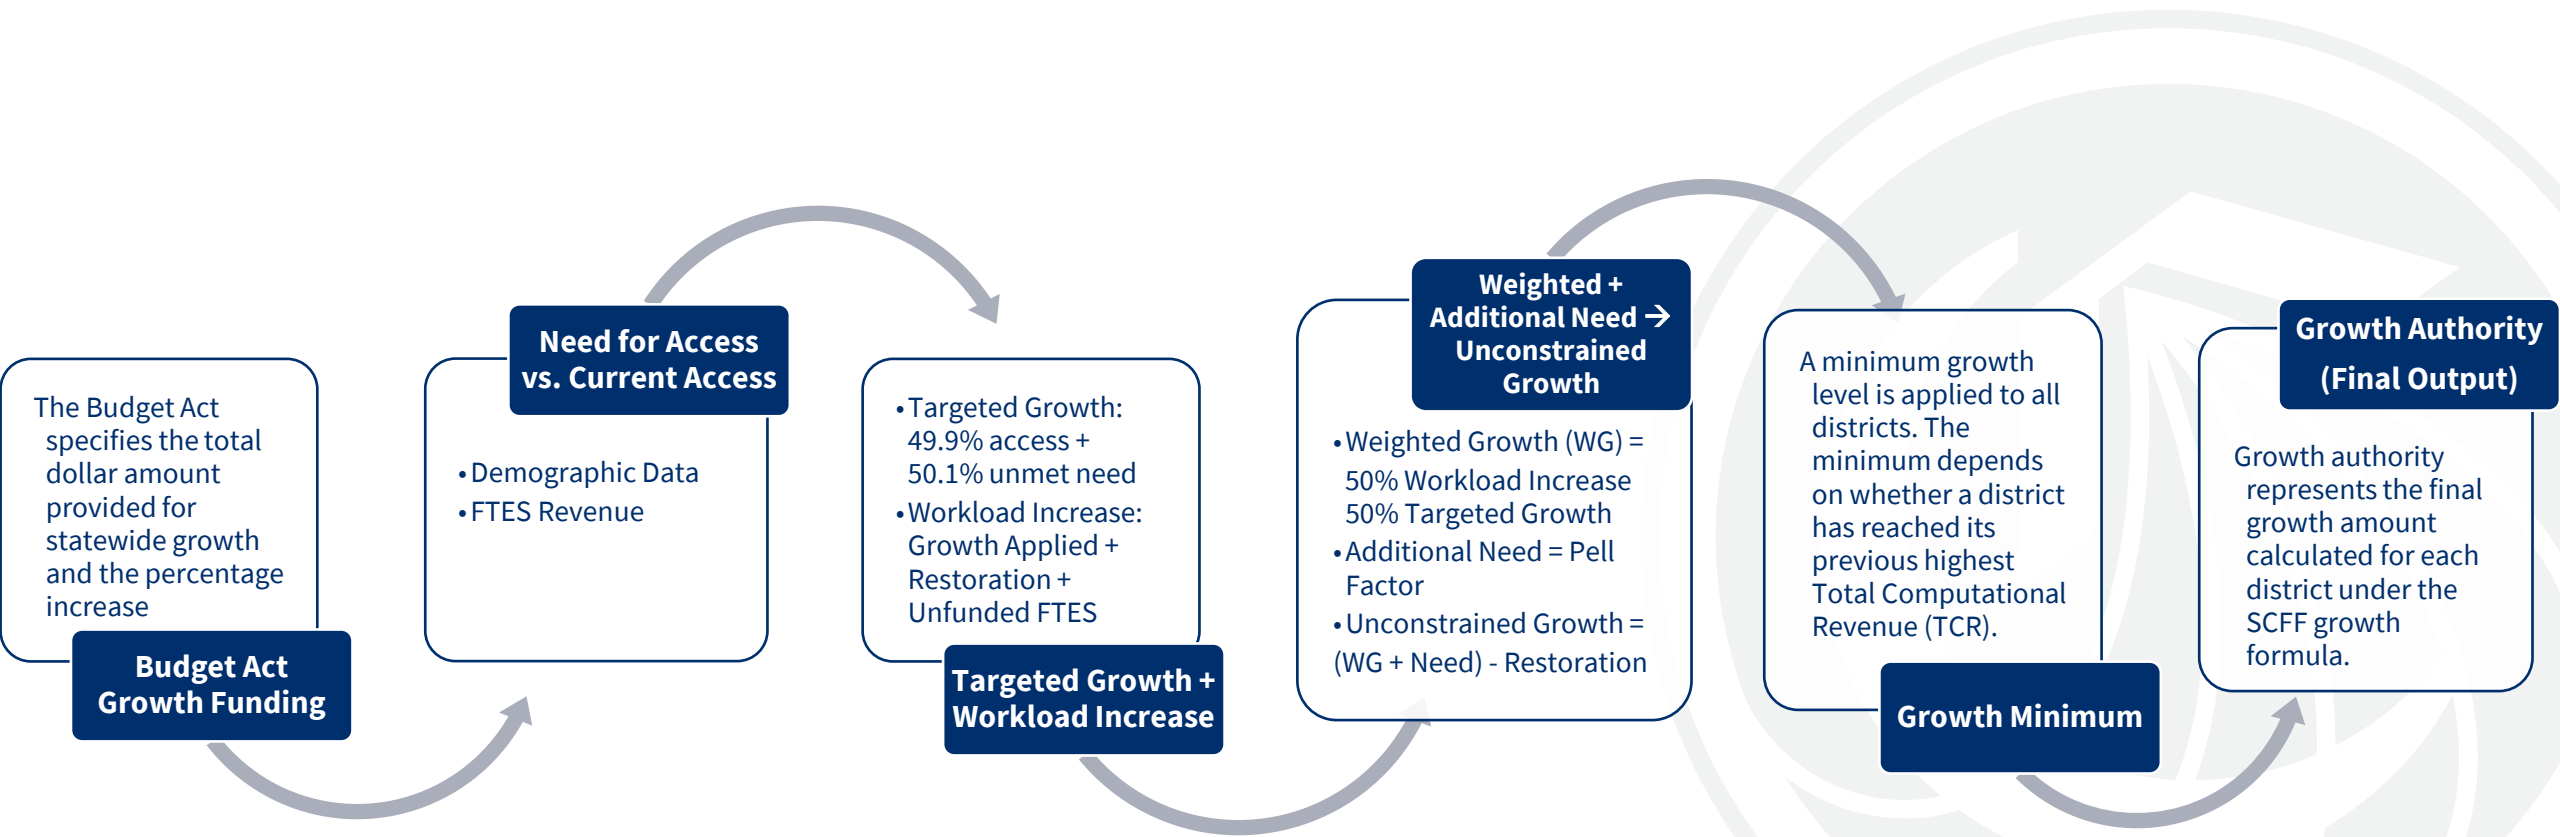 The Budget Act
specifies the total
dollar amount
provided for
statewide growth
and the percentage
increase
Budget Act
Growth Funding
Need for Access
vs. Current Access
•Demographic Data
•FTES Revenue
•Targeted Growth:
49.9% access +
50.1% unmet need
•Workload Increase:
Growth Applied +
Restoration +
Unfunded FTES
Targeted Growth +
Workload Increase
Weighted +
Additional Need →
Unconstrained
Growth
•Weighted Growth (WG) =
50% Workload Increase
50% Targeted Growth
•Additional Need = Pell
Factor
•Unconstrained Growth =
(WG + Need) - Restoration
A minimum growth
level is applied to all
districts. The
minimum depends
on whether a district
has reached its
previous highest
Total Computational
Revenue (TCR).
Growth Minimum
Growth Authority
(Final Output)
Growth authority
represents the final
growth amount
calculated for each
district under the
SCFF growth
formula.